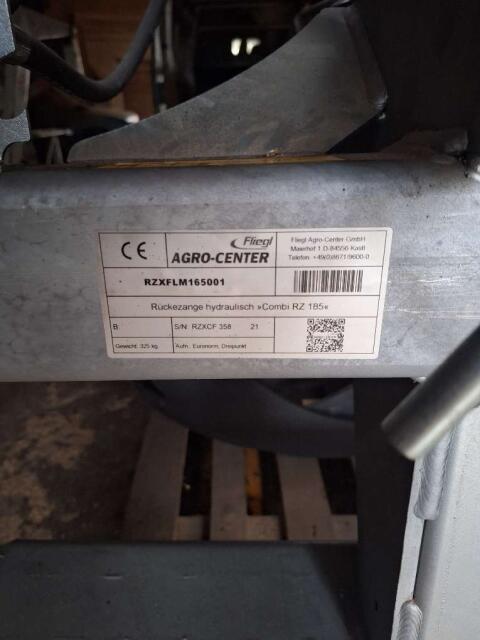 CE
Fliegl
AGRO-CENTER
Fliegl Agro-Center GmbH
Maierhof 1 D-84556 Kastl
Telefon: +49(0)8671/9600-0
RZXFLM165001
Rückezange hydraulisch »Combi RZ 185«
B: S/N: RZXCF 358 21
Gewicht: 325 kg Aufn.: Euronorm, Dreipunkt